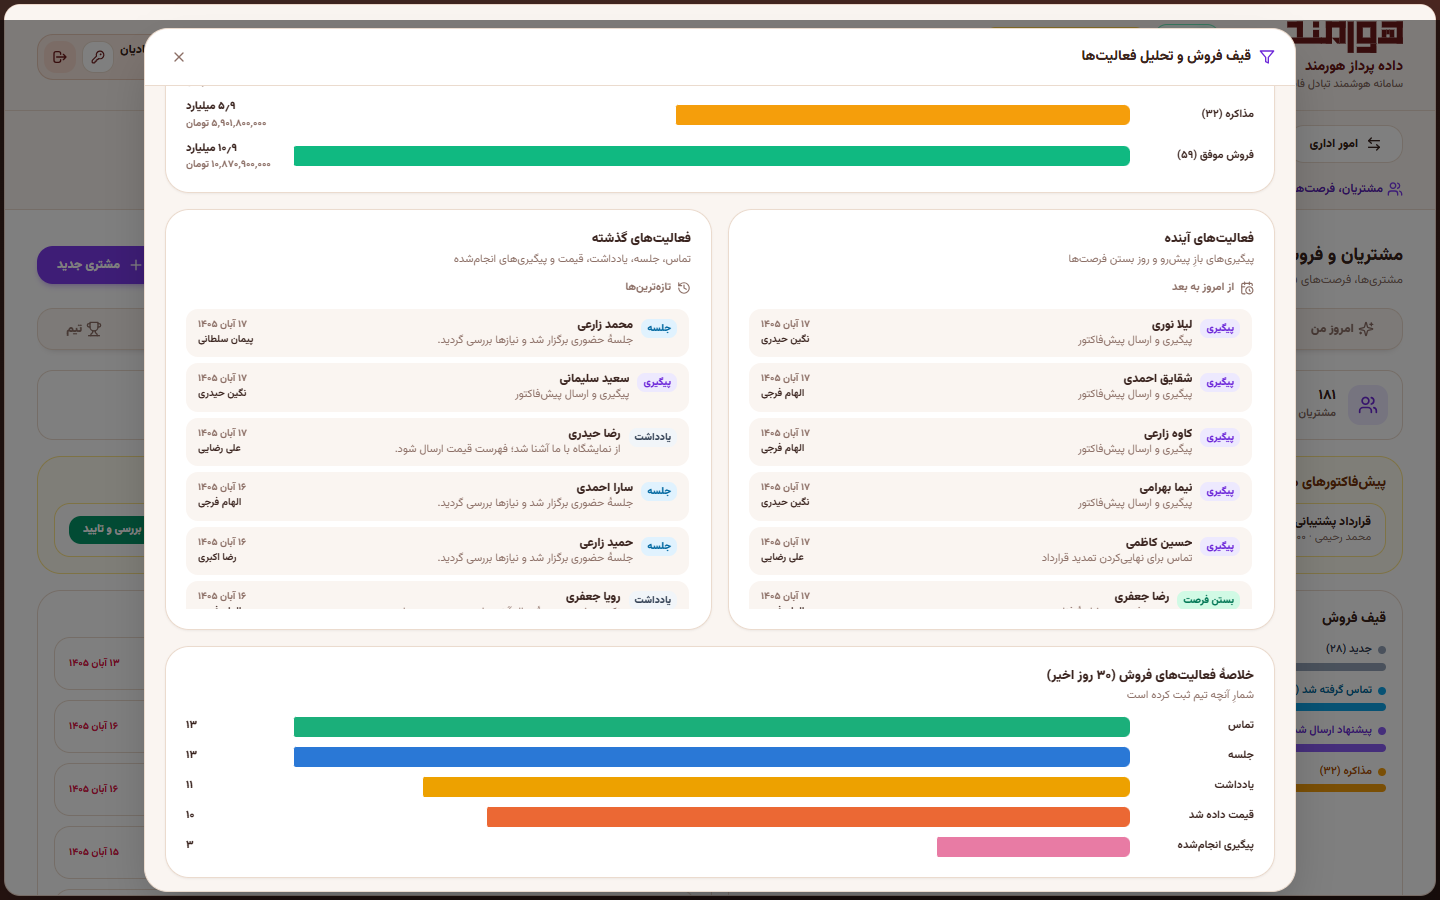 هورمند
داده پرداز هورمند
سامانه هوشمند تبادل
امور اداری
مشتریان،
مشتریان و
مشتری‌ها، فرصت‌های
مشتری جدید
امروز من
تیم
۱۸۱
مشتریان
پیش‌فاکتورهای
قرارداد پشتیبانی
محمد رحیمی ·
بررسی و تایید
قیف فروش
جدید (۲۸)
تماس گرفته شد
پیشنهاد ارسال
مذاکره (۳۲)
۱۳ آبان ۱۴۰۵
۱۶ آبان ۱۴۰۵
۱۶ آبان ۱۴۰۵
۱۵ آبان ۱۴۰۵
قیف فروش و تحلیل فعالیت‌ها
مذاکره (۳۲)
۵٫۹ میلیارد
۵,۹۰۱,۸۰۰,۰۰۰ تومان
فروش موفق (۵۹)
۱۰٫۹ میلیارد
۱۰,۸۷۰,۹۰۰,۰۰۰ تومان
فعالیت‌های آینده
پیگیری‌های بازِ پیش‌رو و روز بستن فرصت‌ها
از امروز به بعد
پیگیری لیلا نوری ۱۷ آبان ۱۴۰۵
پیگیری و ارسال پیش‌فاکتور نگین حیدری
پیگیری شقایق احمدی ۱۷ آبان ۱۴۰۵
پیگیری و ارسال پیش‌فاکتور الهام فرجی
پیگیری کاوه زارعی ۱۷ آبان ۱۴۰۵
پیگیری و ارسال پیش‌فاکتور الهام فرجی
پیگیری نیما بهرامی ۱۷ آبان ۱۴۰۵
پیگیری و ارسال پیش‌فاکتور نگین حیدری
پیگیری حسین کاظمی ۱۷ آبان ۱۴۰۵
تماس برای نهایی‌کردن تمدید قرارداد علی رضایی
بستن فرصت رضا جعفری ۱۷ آبان ۱۴۰۵
فعالیت‌های گذشته
تماس، جلسه، یادداشت، قیمت و پیگیری‌های انجام‌شده
تازه‌ترین‌ها
جلسه محمد زارعی ۱۷ آبان ۱۴۰۵
جلسهٔ حضوری برگزار شد و نیازها بررسی گردید. پیمان سلطانی
پیگیری سعید سلیمانی ۱۷ آبان ۱۴۰۵
پیگیری و ارسال پیش‌فاکتور نگین حیدری
یادداشت رضا حیدری ۱۷ آبان ۱۴۰۵
از نمایشگاه با ما آشنا شد؛ فهرست قیمت ارسال شود. علی رضایی
جلسه سارا احمدی ۱۶ آبان ۱۴۰۵
جلسهٔ حضوری برگزار شد و نیازها بررسی گردید. الهام فرجی
جلسه حمید زارعی ۱۶ آبان ۱۴۰۵
جلسهٔ حضوری برگزار شد و نیازها بررسی گردید. رضا اکبری
یادداشت رویا جعفری ۱۶ آبان ۱۴۰۵
خلاصهٔ فعالیت‌های فروش (۳۰ روز اخیر)
شمارِ آنچه تیم ثبت کرده است
تماس ۱۳
جلسه ۱۳
یادداشت ۱۱
قیمت داده شد ۱۰
پیگیری انجام‌شده ۳